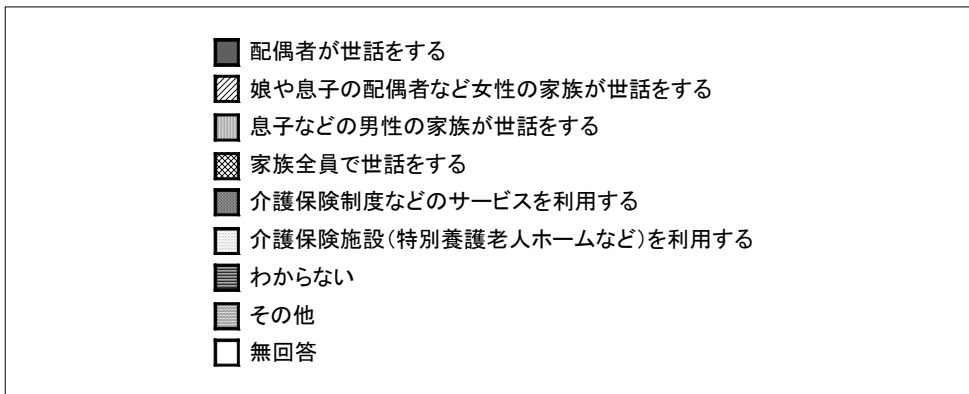 配偶者が世話をする
娘や息子の配偶者など女性の家族が世話をする
息子などの男性の家族が世話をする
家族全員で世話をする
介護保険制度などのサービスを利用する
介護保険施設(特別養護老人ホームなど)を利用する
わからない
その他
無回答